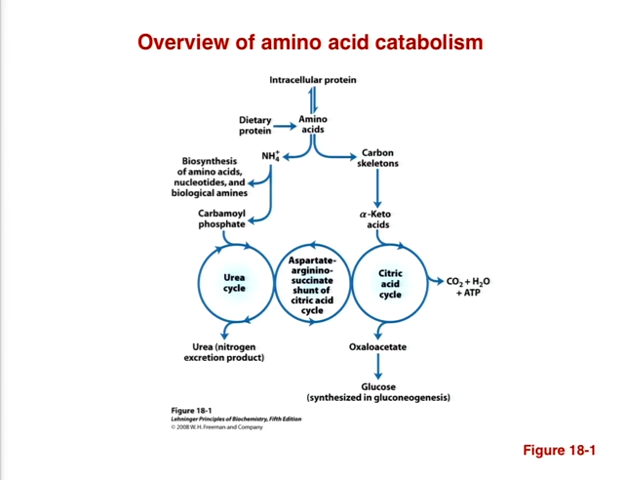 Overview of amino acid catabolism
Intracellular protein
Dietary
protein
Amino
acids
NH₄⁺
Carbon
skeletons
Biosynthesis
of amino acids,
nucleotides, and
biological amines
Carbamoyl
phosphate
α-Keto
acids
Urea
cycle
Aspartate-
arginino-
succinate
shunt of
citric acid
cycle
Citric
acid
cycle
CO₂ + H₂O
+ ATP
Urea (nitrogen
excretion product)
Oxaloacetate
Glucose
(synthesized in gluconeogenesis)
Figure 18-1
Lehninger Principles of Biochemistry, Fifth Edition
© 2008 W. H. Freeman and Company
Figure 18-1